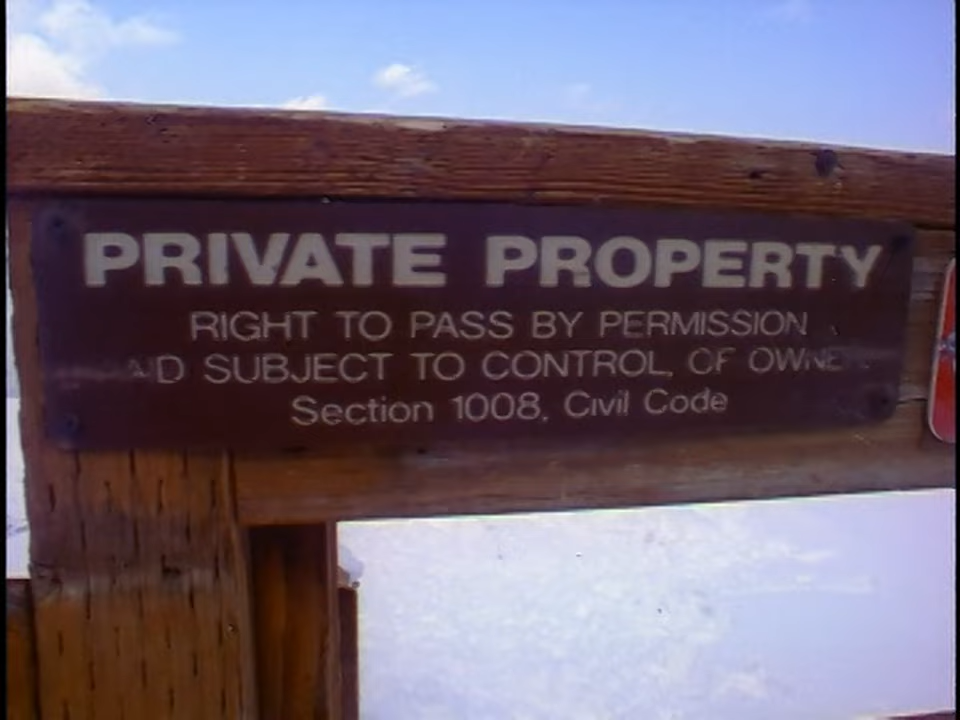 PRIVATE PROPERTY
RIGHT TO PASS BY PERMISSION
SUBJECT TO CONTROL, OF
Section 1008, Civil Code